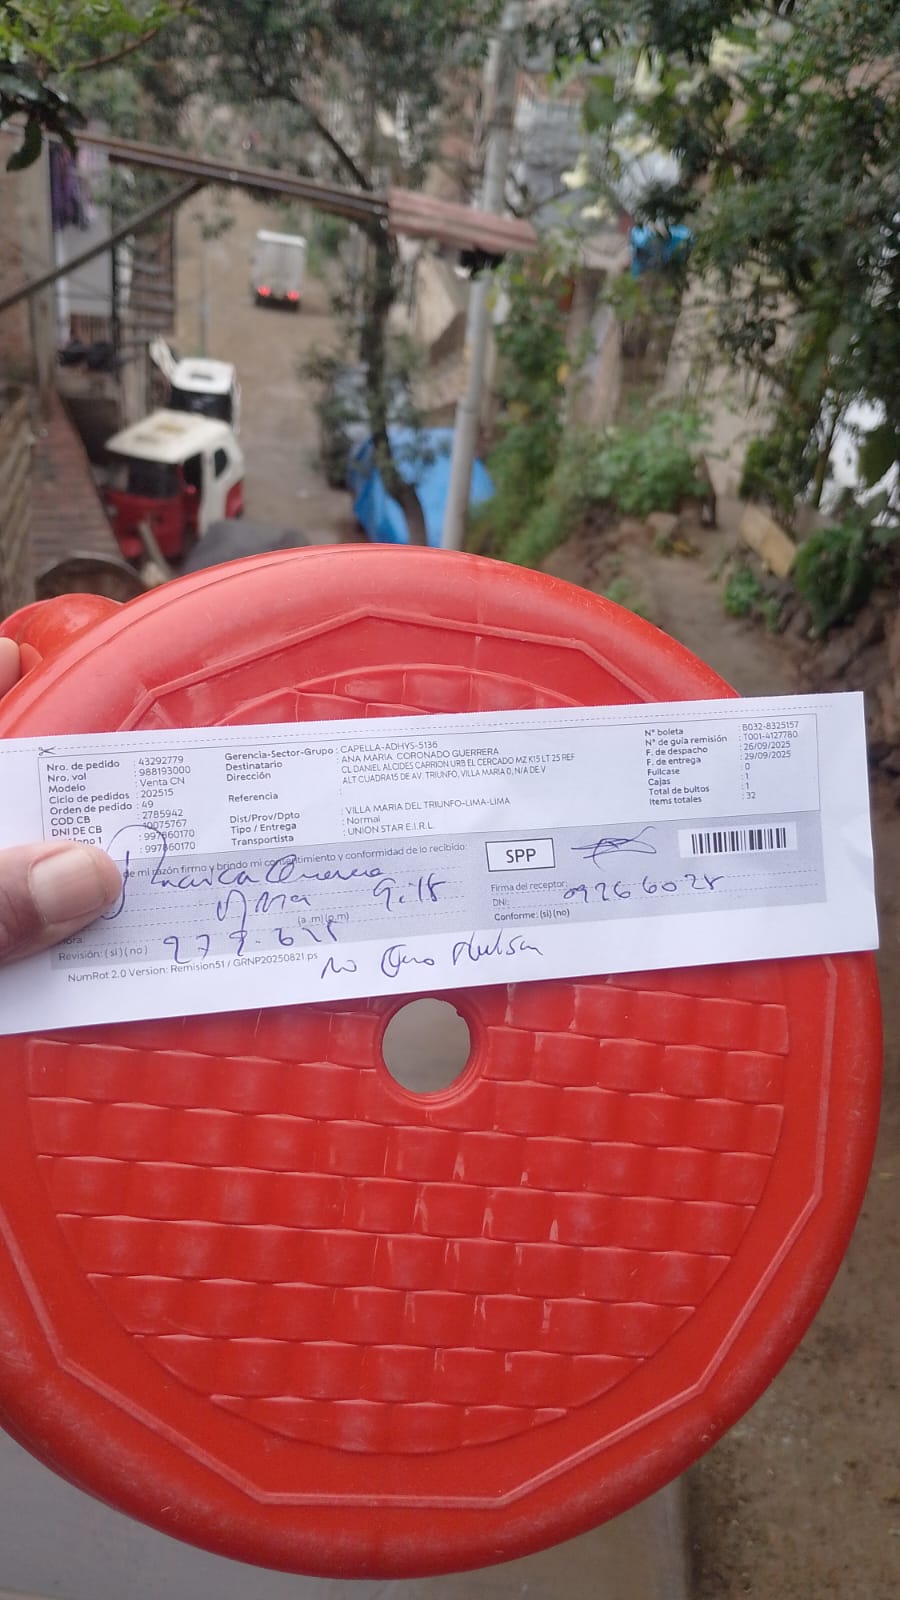 Nro. de pedido : 43292779
Nro. vol : 988193000
Modelo : Venta CN
Ciclo de pedidos : 202515
Orden de pedido : 49
COD CB : 2785942
DNI DE CB : 10075767
ono 1 : 997860170
: 997860170
Gerencia-Sector-Grupo : CAPELLA-ADHYS-5136
Destinatario : ANA MARIA CORONADO GUERRERA
Dirección : CL DANIEL ALCIDES CARRION URB EL CERCADO MZ K15 LT 25 REF
ALT CUADRA15 DE AV. TRIUNFO, VILLA MARIA D, N/A DE V
Referencia :
Dist/Prov/Dpto : VILLA MARIA DEL TRIUNFO-LIMA-LIMA
Tipo / Entrega : Normal
Transportista : UNION STAR E.I.R.L.
N° boleta : B032-8325157
N° de guía remisión : T001-4127780
F. de despacho : 26/09/2025
F. de entrega : 29/09/2025
Fullcase : 0
Cajas : 1
Total de bultos : 1
Items totales : 32
de mi razón firmo y brindo mi consentimiento y conformidad de lo recibido:
SPP
9:18
Firma del receptor:
DNI: 09266028
Hora: (a .m) (p.m)
Conforme: (si) (no)
Revisión: ( si ) ( no )
NumRot 2.0 Version: Remision51 / GRNP20250821.ps
no